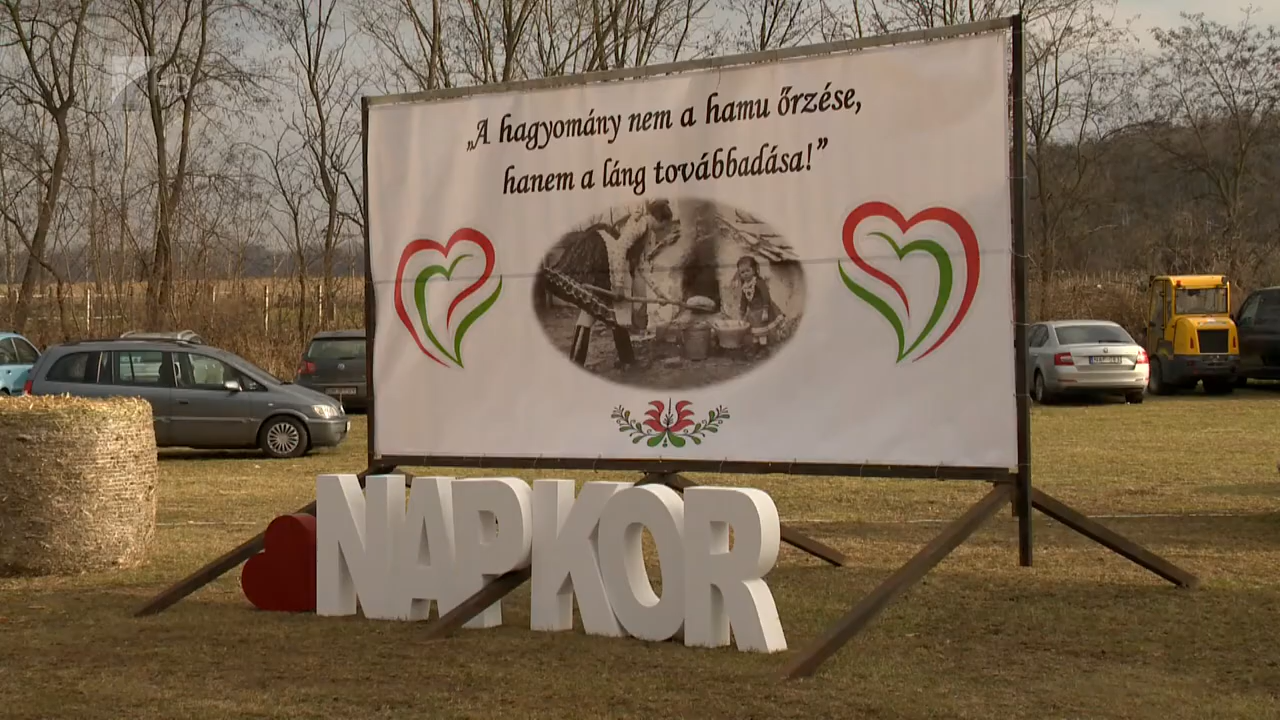 „A hagyomány nem a hamu őrzése,
hanem a láng továbbadása!”
NAPKOR